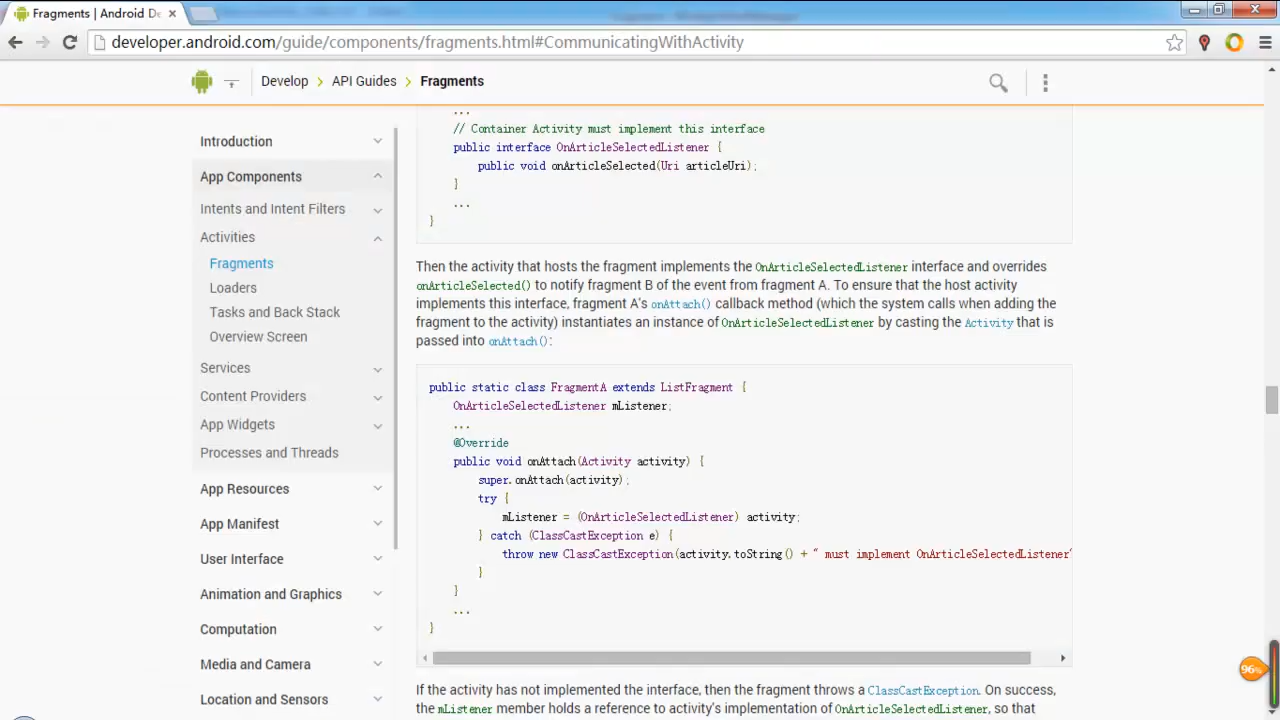 Fragments | Android De
developer.android.com/guide/components/fragments.html#CommunicatingWithActivity
Develop > API Guides > Fragments
Introduction
App Components
Intents and Intent Filters
Activities
Fragments
Loaders
Tasks and Back Stack
Overview Screen
Services
Content Providers
App Widgets
Processes and Threads
App Resources
App Manifest
User Interface
Animation and Graphics
Computation
Media and Camera
Location and Sensors
...
// Container Activity must implement this interface
public interface OnArticleSelectedListener {
public void onArticleSelected(Uri articleUri);
}
...
}
Then the activity that hosts the fragment implements the OnArticleSelectedListener interface and overrides
onArticleSelected() to notify fragment B of the event from fragment A. To ensure that the host activity
implements this interface, fragment A's onAttach() callback method (which the system calls when adding the
fragment to the activity) instantiates an instance of OnArticleSelectedListener by casting the Activity that is
passed into onAttach():
public static class FragmentA extends ListFragment {
OnArticleSelectedListener mListener;
...
@Override
public void onAttach(Activity activity) {
super.onAttach(activity);
try {
mListener = (OnArticleSelectedListener) activity;
} catch (ClassCastException e) {
throw new ClassCastException(activity.toString() + " must implement OnArticleSelectedListener"
}
}
...
}
If the activity has not implemented the interface, then the fragment throws a ClassCastException. On success,
the mListener member holds a reference to activity's implementation of OnArticleSelectedListener, so that
96%